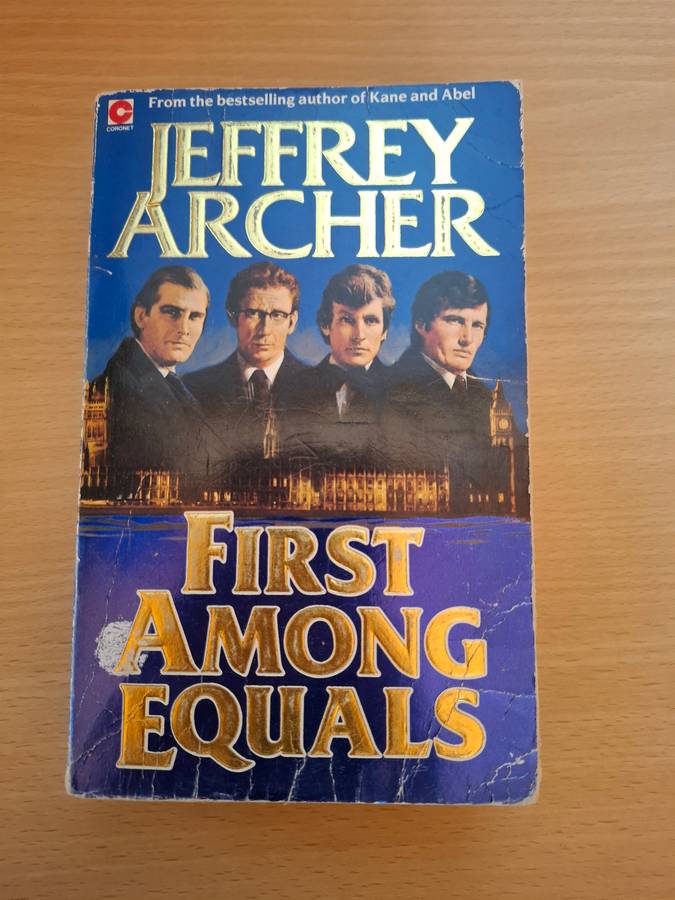 From the bestselling author of Kane and Abel
CORONET
JEFFREY
ARCHER
FIRST
AMONG
EQUALS